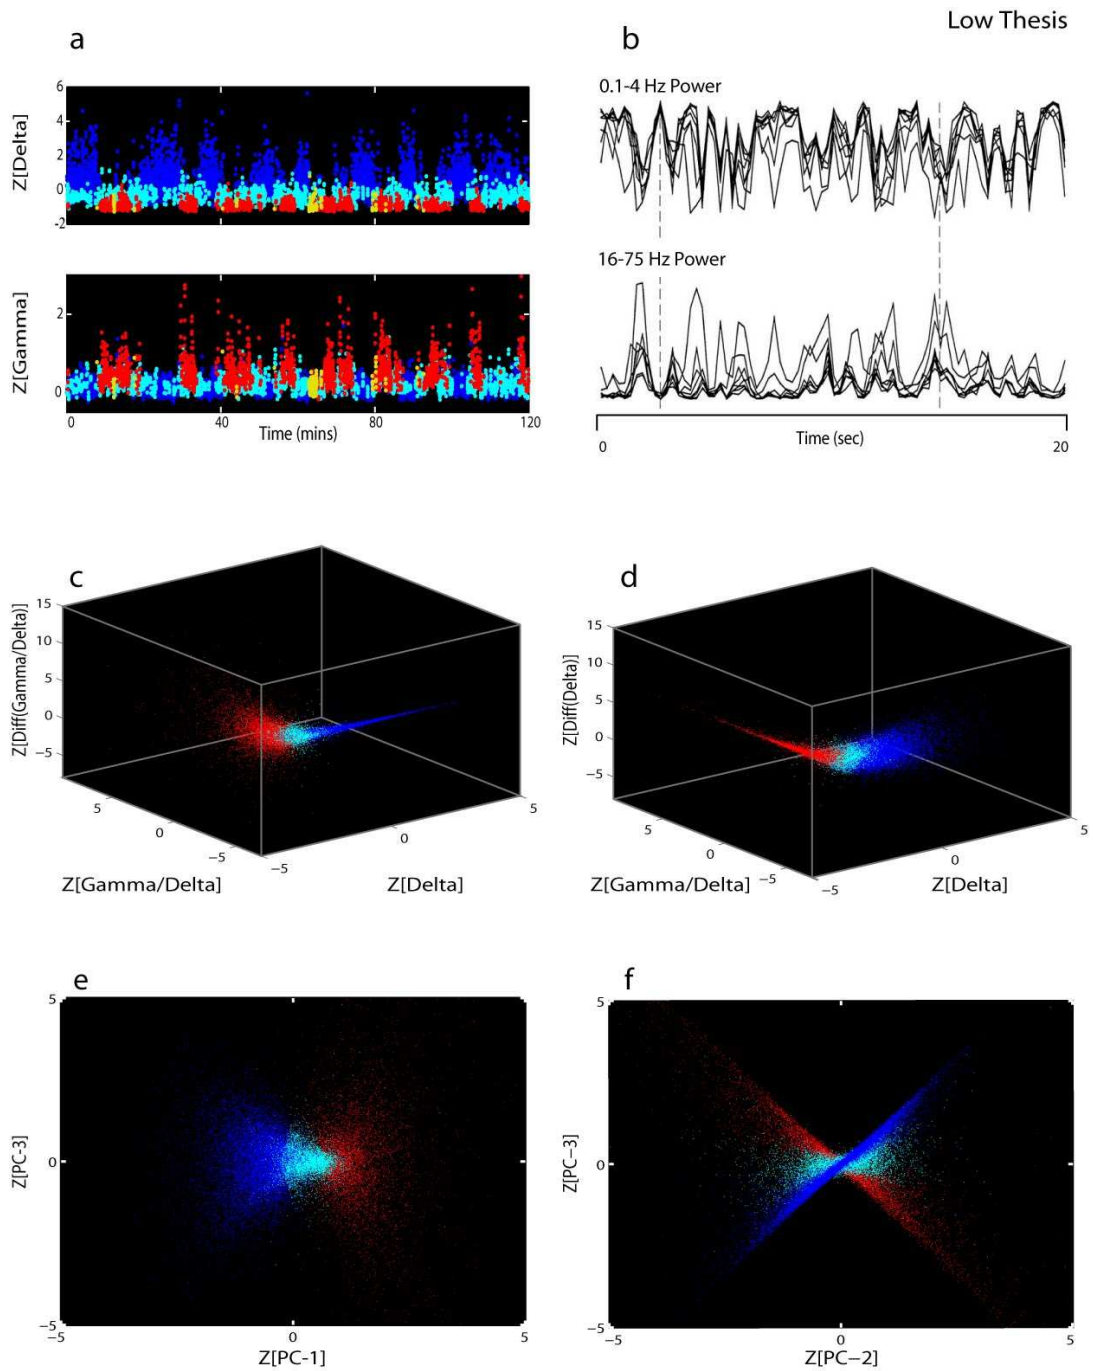 Low Thesis
a
Z[Delta]
6
4
2
0
-2
Z[Gamma]
2
0
0
40
80
120
Time (mins)
b
0.1-4 Hz Power
16-75 Hz Power
0
Time (sec)
20
c
Z[Diff(Gamma/Delta)]
15
10
5
0
−5
5
0
−5
−5
0
5
Z[Gamma/Delta]
Z[Delta]
d
Z[Diff(Delta)]
15
10
5
0
−5
5
0
−5
−5
0
5
Z[Gamma/Delta]
Z[Delta]
e
Z[PC-3]
5
0
−5
−5
0
5
Z[PC-1]
f
Z[PC−3]
5
0
−5
−5
0
5
Z[PC−2]